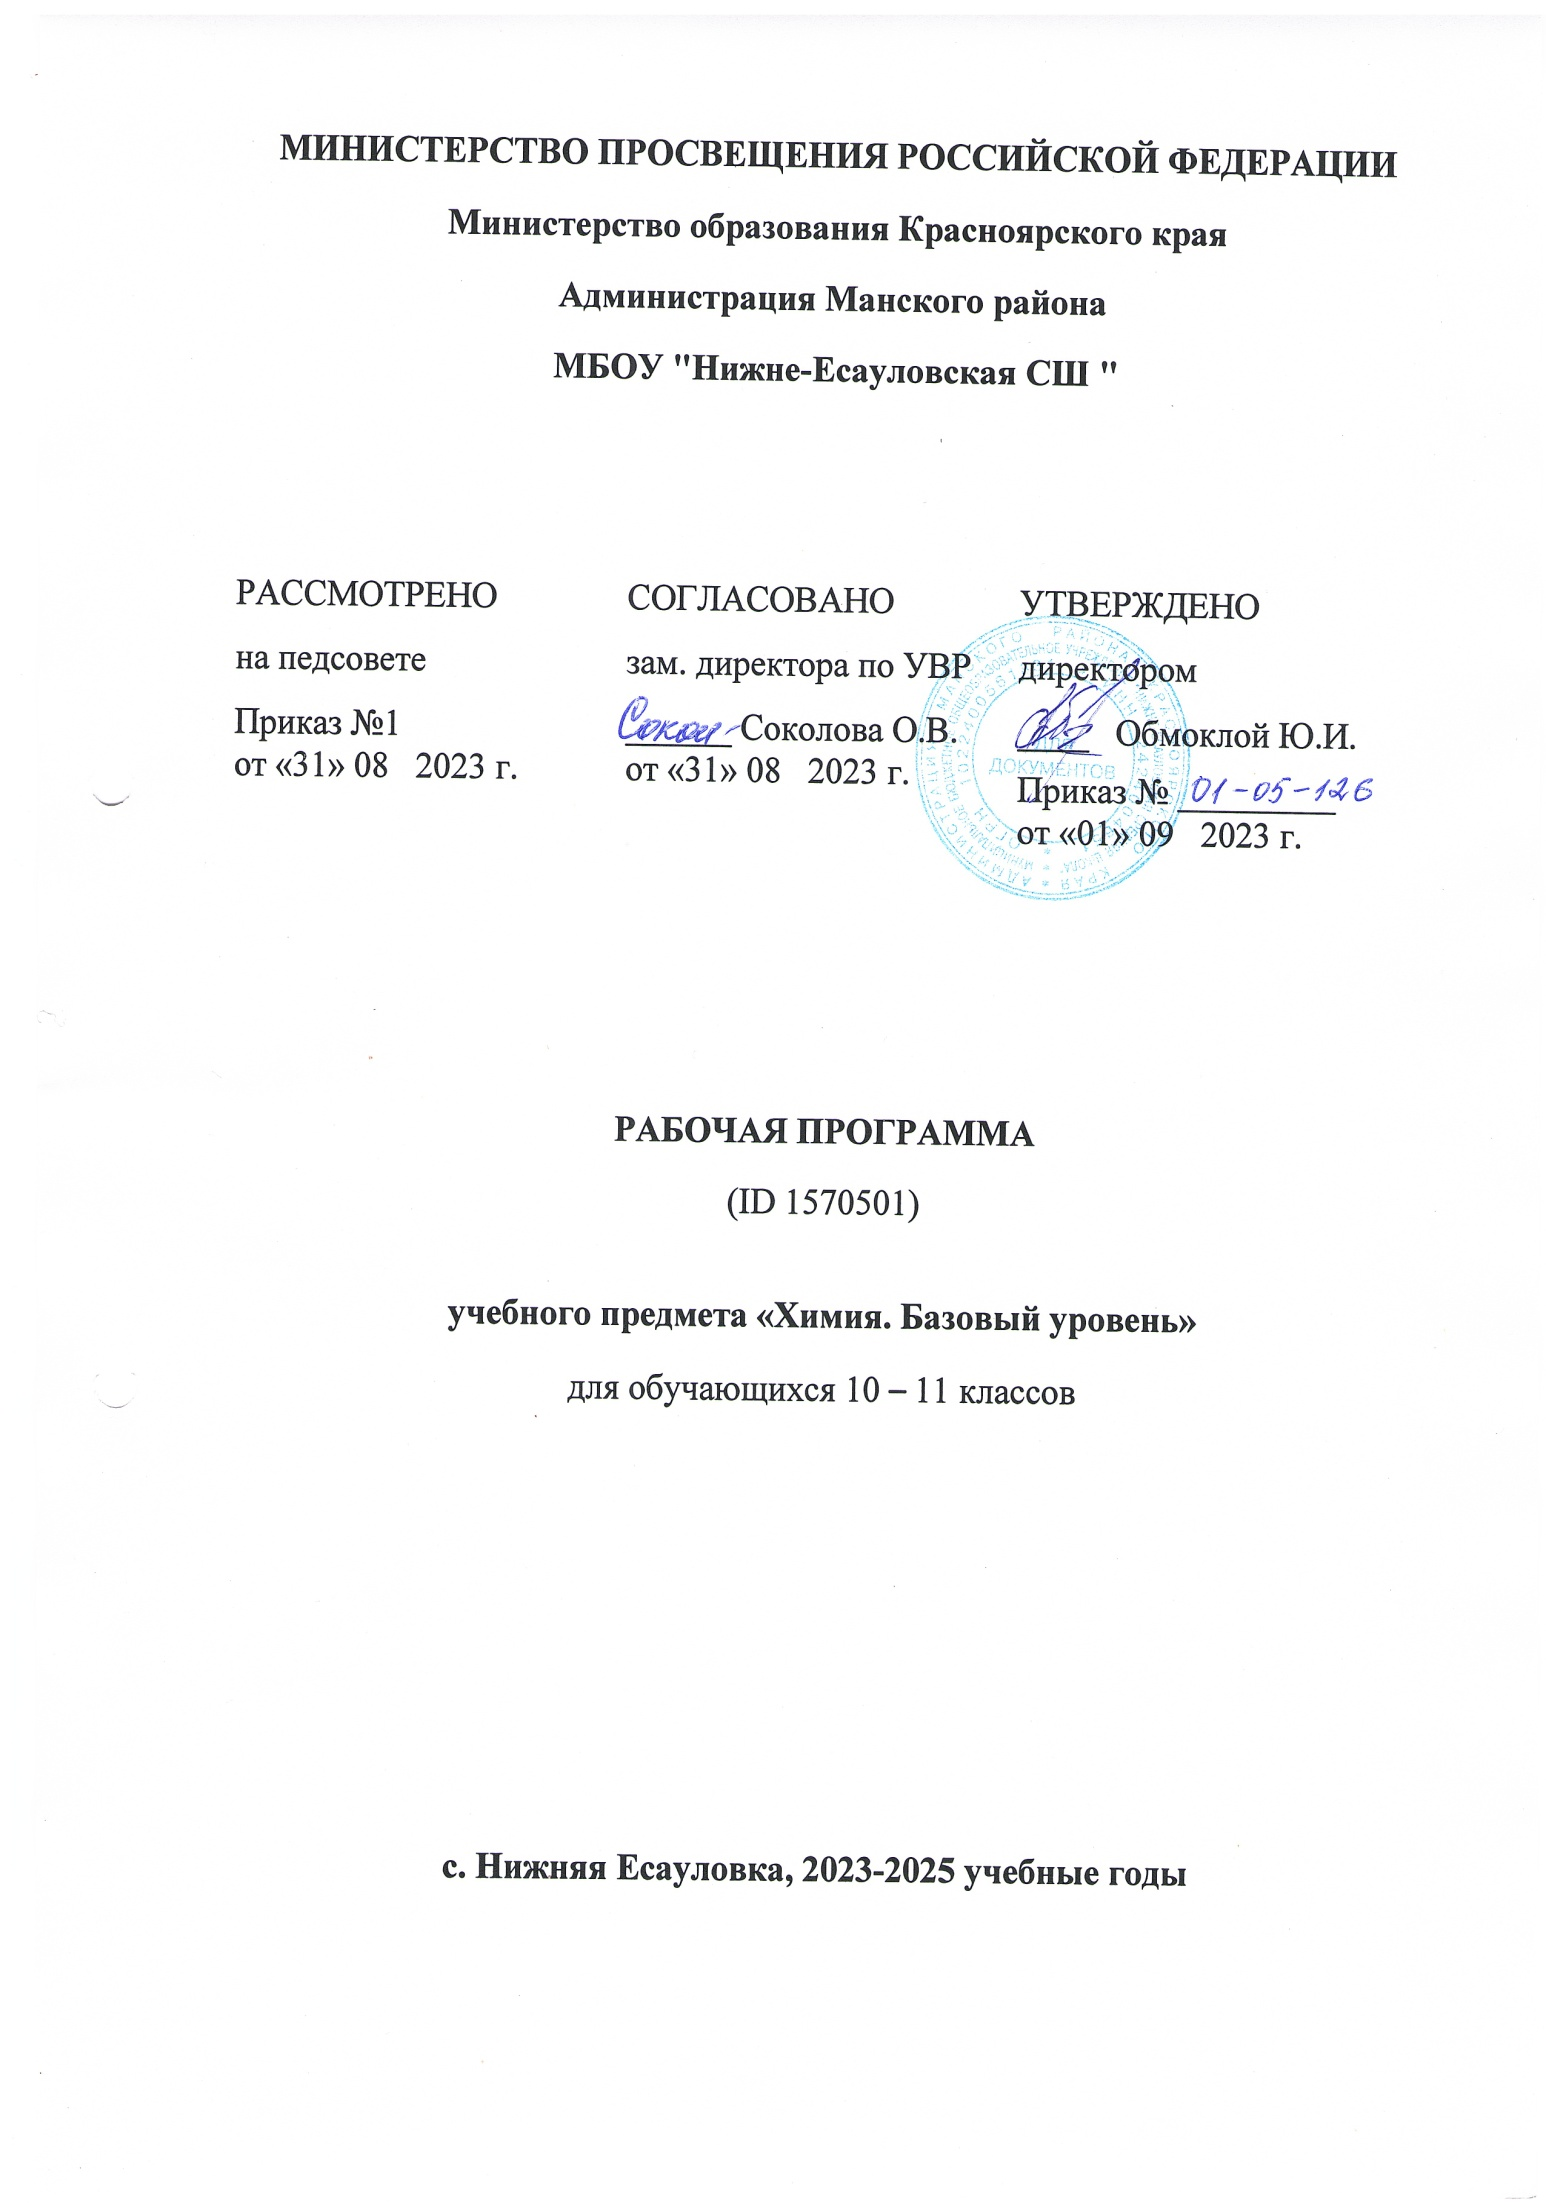 МИНИСТЕРСТВО ПРОСВЕЩЕНИЯ РОССИЙСКОЙ ФЕДЕРАЦИИ
Министерство образования Красноярского края
Администрация Манского района
МБОУ "Нижне-Есауловская СШ "
РАССМОТРЕНО
на педсовете
Приказ №1
от «31» 08 2023 г.
СОГЛАСОВАНО
зам. директора по УВР
Сокол Соколова О.В.
от «31» 08 2023 г.
УТВЕРЖДЕНО
директором
Обмоклой Ю.И.
Приказ № 01-05-126
от «01» 09 2023 г.
ДОКУМЕНТОВ
РАБОЧАЯ ПРОГРАММА
(ID 1570501)
учебного предмета «Химия. Базовый уровень»
для обучающихся 10 – 11 классов
с. Нижняя Есауловка, 2023-2025 учебные годы